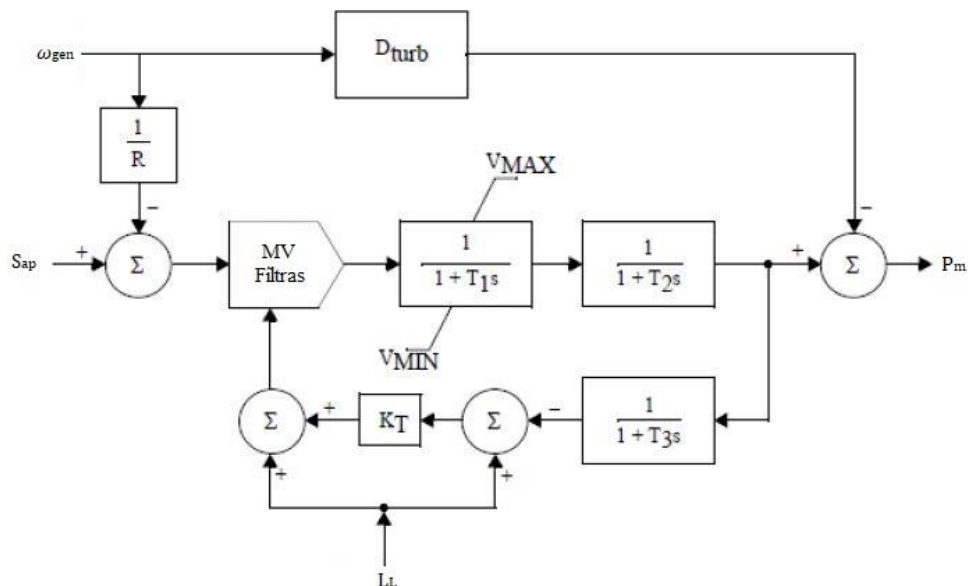 ωgen
Dturb
1
R
−
VMAX
−
Sap
+
Σ
MV
Filtras
1
1 + T1s
1
1 + T2s
+
Σ
Pm
VMIN
Σ
+
KT
Σ
−
1
1 + T3s
+
+
LL